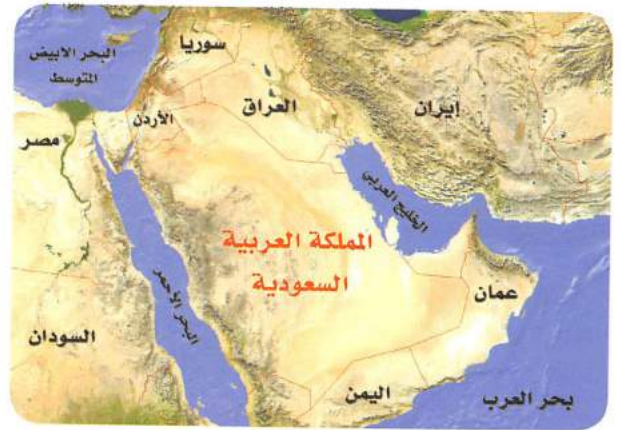 سوريا
البحر الابيض
المتوسط
العراق
إيران
الأردن
مصر
الخليج العربي
المملكة العربية
السعودية
البحر الأحمر
عمان
السودان
اليمن
بحر العرب